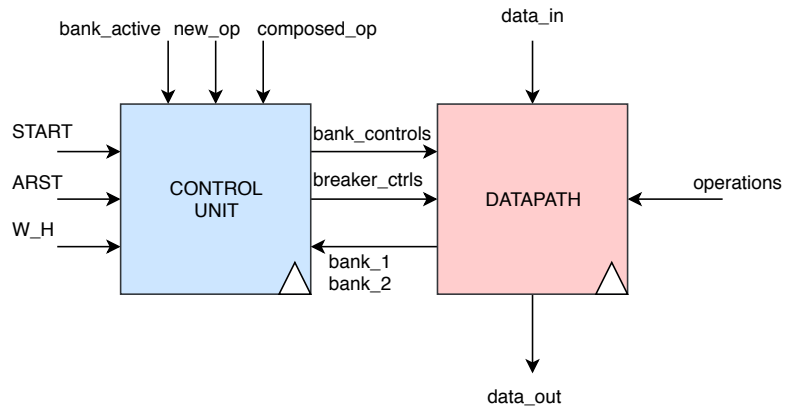 bank_active new_op composed_op
data_in
START
bank_controls
ARST
CONTROL
UNIT
breaker_ctrls
DATAPATH
operations
W_H
bank_1
bank_2
data_out